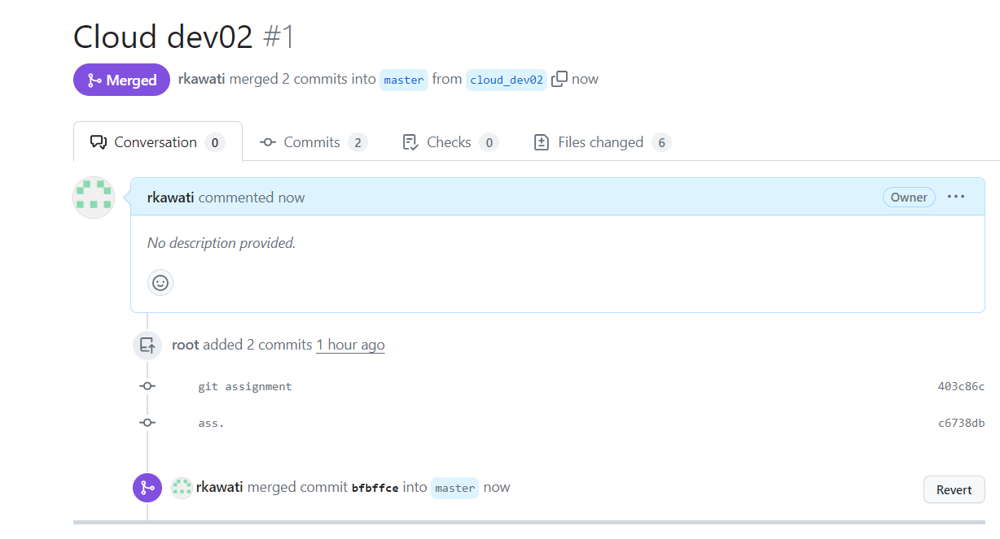 Cloud dev02 #1
Merged rkawati merged 2 commits into master from cloud_dev02 now
Conversation 0 Commits 2 Checks 0 Files changed 6
rkawati commented now Owner
No description provided.
root added 2 commits 1 hour ago
git assignment 403c86c
ass. c6738db
rkawati merged commit bfbffce into master now Revert